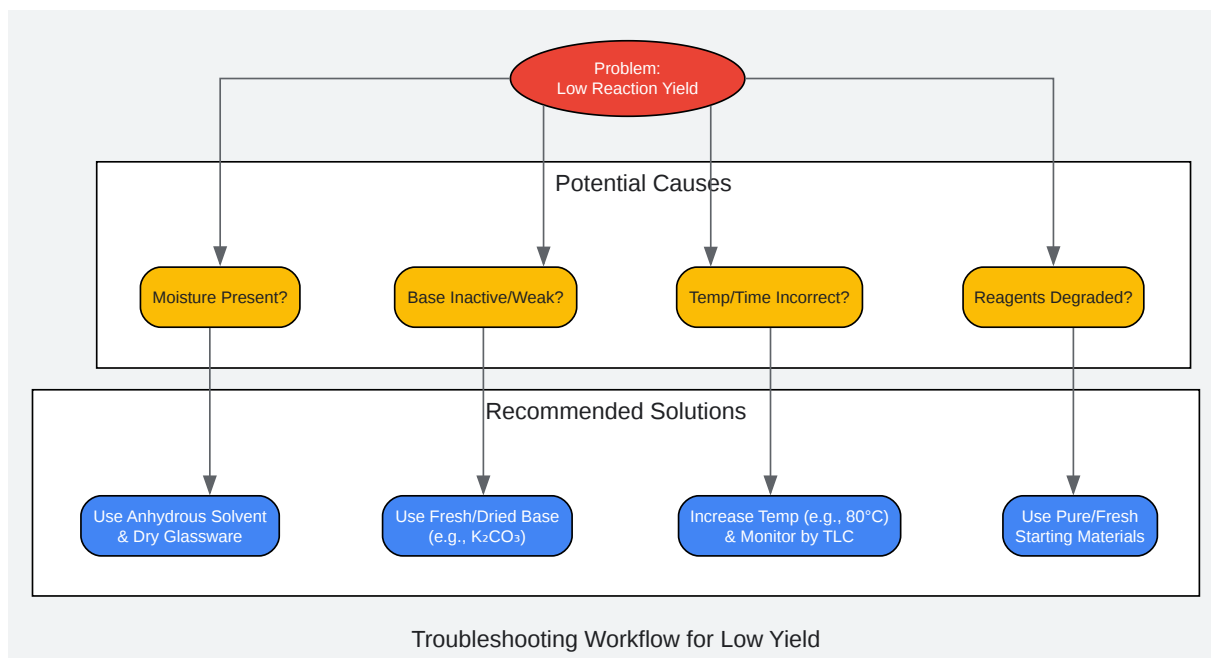 Problem:
Low Reaction Yield
Potential Causes
Moisture Present?
Base Inactive/Weak?
Temp/Time Incorrect?
Reagents Degraded?
Recommended Solutions
Use Anhydrous Solvent
& Dry Glassware
Use Fresh/Dried Base
(e.g., K₂CO₃)
Increase Temp (e.g., 80°C)
& Monitor by TLC
Use Pure/Fresh
Starting Materials
Troubleshooting Workflow for Low Yield